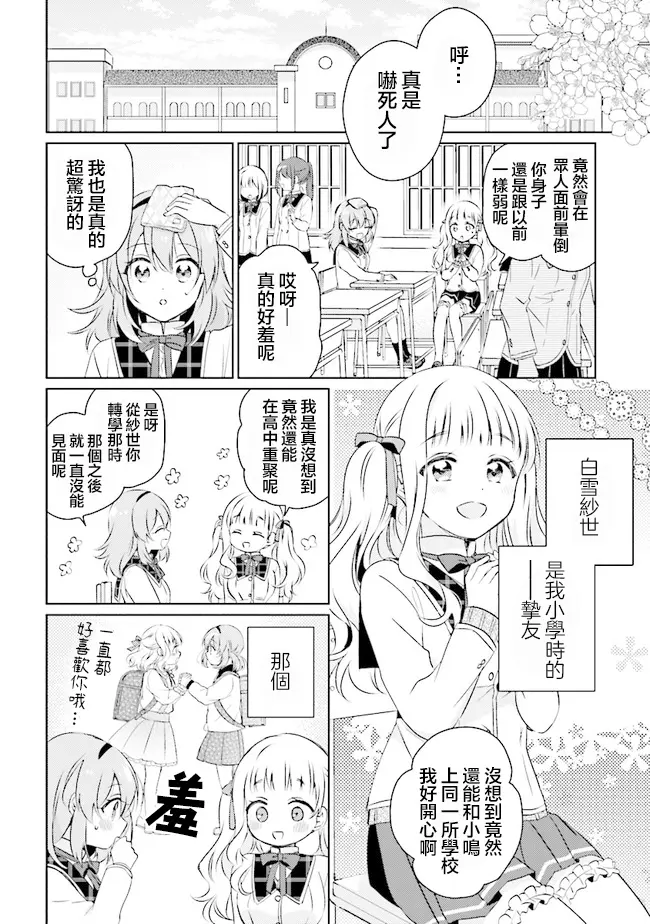 呼…
真是
嚇死人了
竟然會在
眾人面前暈倒
你身子
還是跟以前
一樣弱呢
哎呀—
真的好羞呢
我也是真的
超驚訝的
白雪紗世
是我小學時的
——摯友
沒想到竟然
還能和小鳴
上同一所學校
我好開心啊
我是真沒想到
竟然還能
在高中重聚呢
是呀
從紗世你
轉學那時
那個之後
就一直沒能
見面呢
那個
一直都
好喜歡你哦…
羞